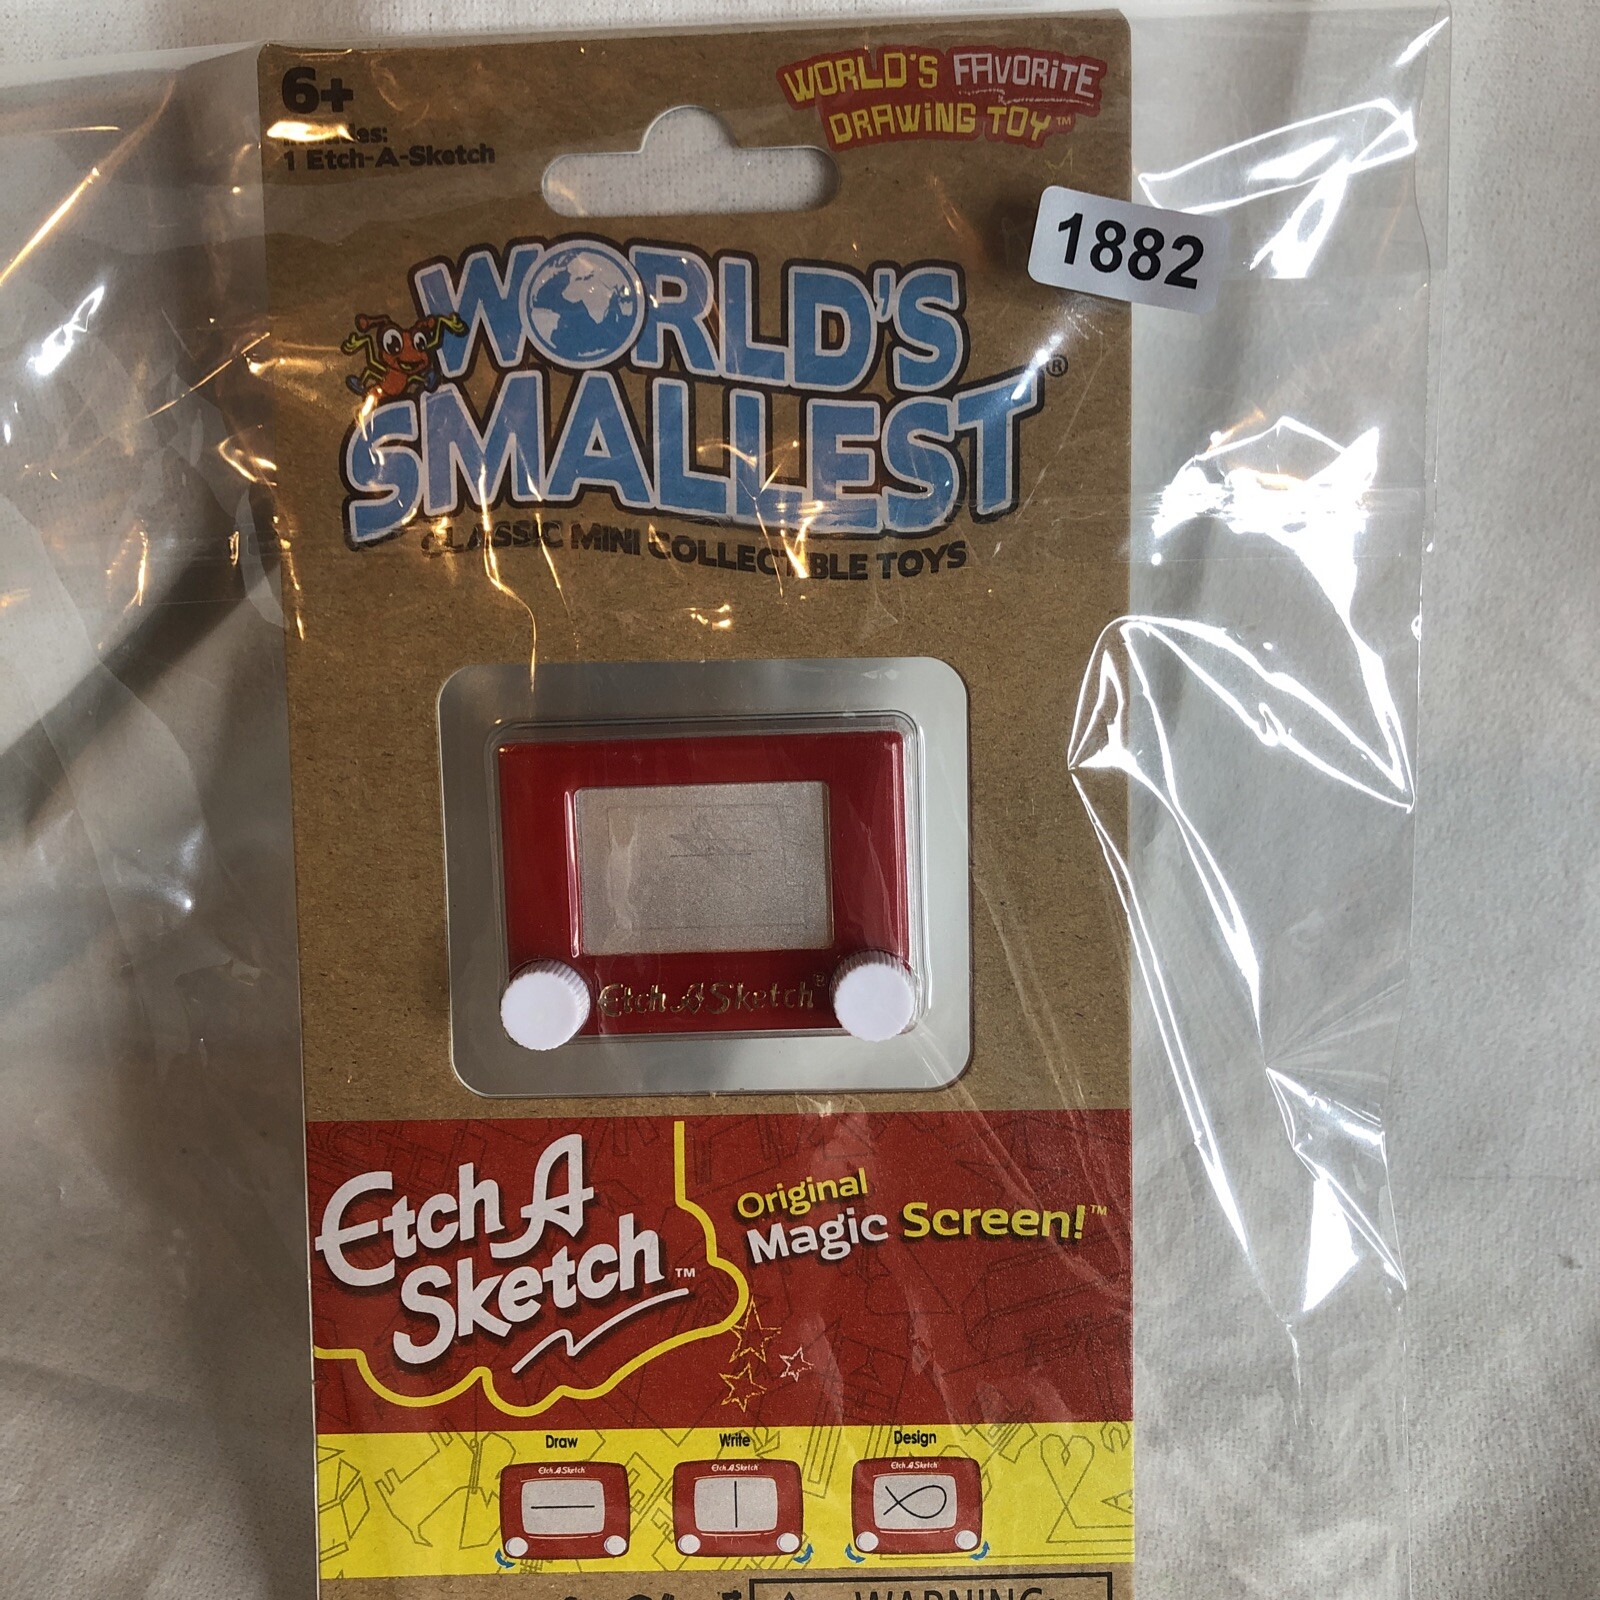 6+
Includes:
1 Etch-A-Sketch
WORLD'S FAVORITE
DRAWING TOY™
1882
WORLD'S
SMALLEST®
CLASSIC MINI COLLECTIBLE TOYS
Etch A Sketch®
Etch A
Sketch™
Original
Magic Screen!™
Draw
Write
Design
Etch A Sketch
Etch A Sketch
Etch A Sketch
WARNING: